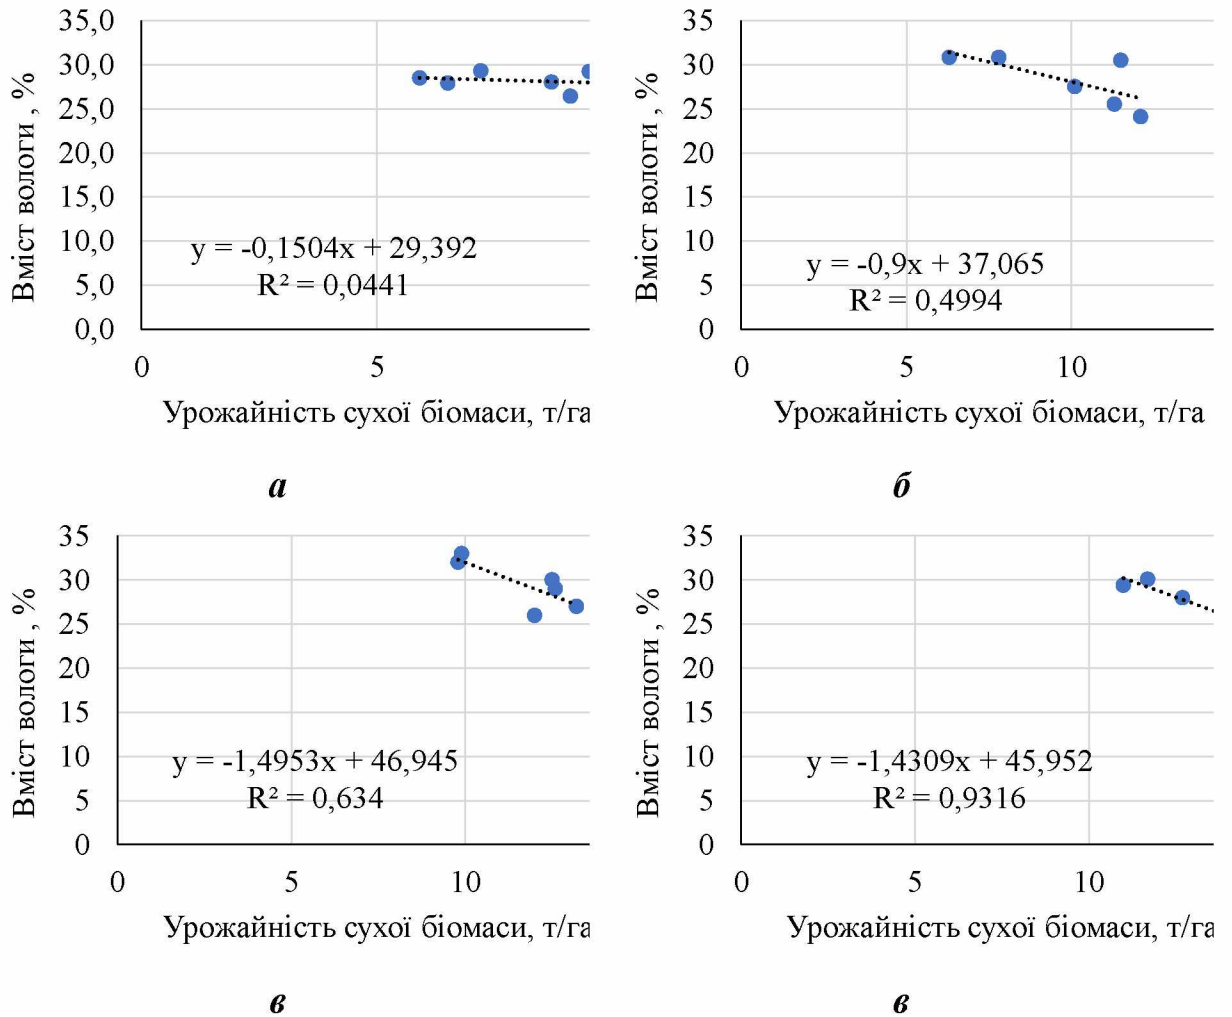 35,0
30,0
25,0
20,0
15,0
10,0
5,0
0,0
Вміст вологи , %
y = -0,1504x + 29,392
R² = 0,0441
0 5
Урожайність сухої біомаси, т/га
а
35
30
25
20
15
10
5
0
Вміст вологи , %
y = -0,9x + 37,065
R² = 0,4994
0 5 10
Урожайність сухої біомаси, т/га
б
35
30
25
20
15
10
5
0
Вміст вологи , %
y = -1,4953x + 46,945
R² = 0,634
0 5 10
Урожайність сухої біомаси, т/га
в
35
30
25
20
15
10
5
0
Вміст вологи , %
y = -1,4309x + 45,952
R² = 0,9316
0 5 10
Урожайність сухої біомаси, т/га
в